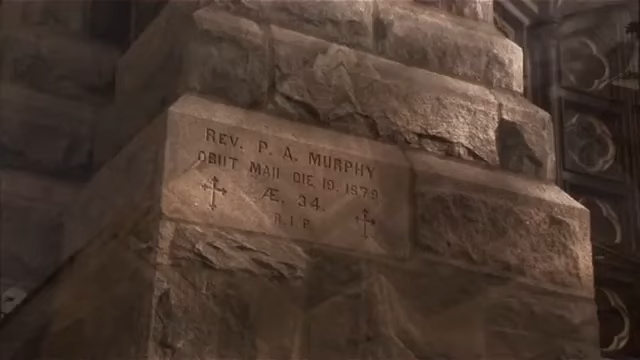 REV. P. A. MURPHY
OBIIT MAII DIE 19, 1879
Æ. 34.
R.I.P.